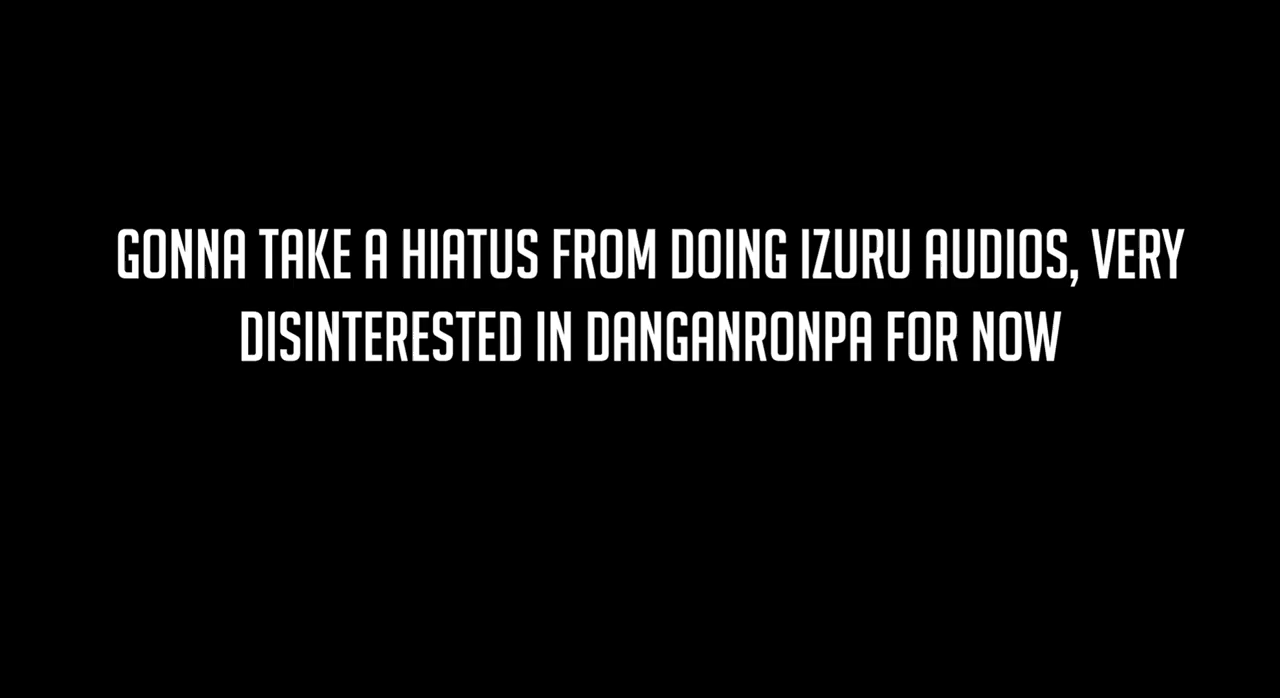 GONNA TAKE A HIATUS FROM DOING IZURU AUDIOS, VERY
DISINTERESTED IN DANGANRONPA FOR NOW